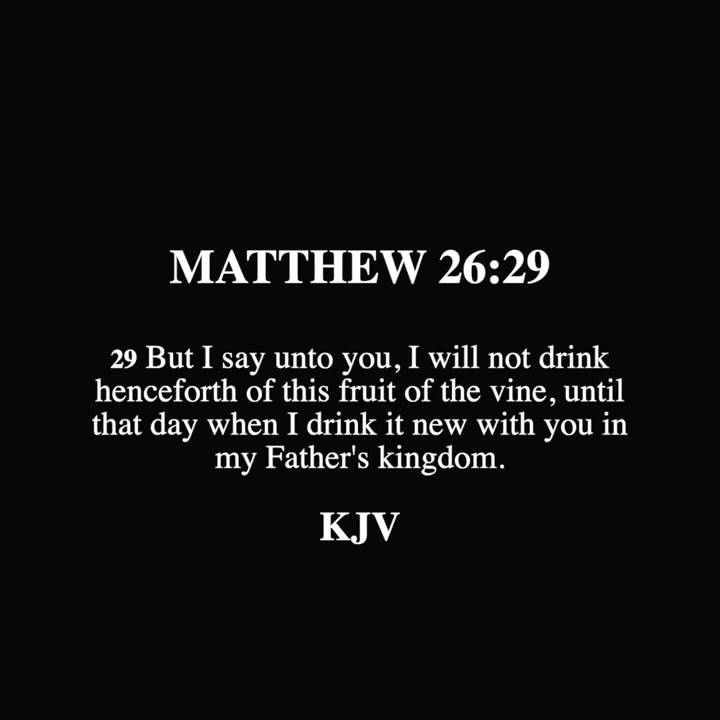 MATTHEW 26:29
29 But I say unto you, I will not drink
henceforth of this fruit of the vine, until
that day when I drink it new with you in
my Father's kingdom.
KJV